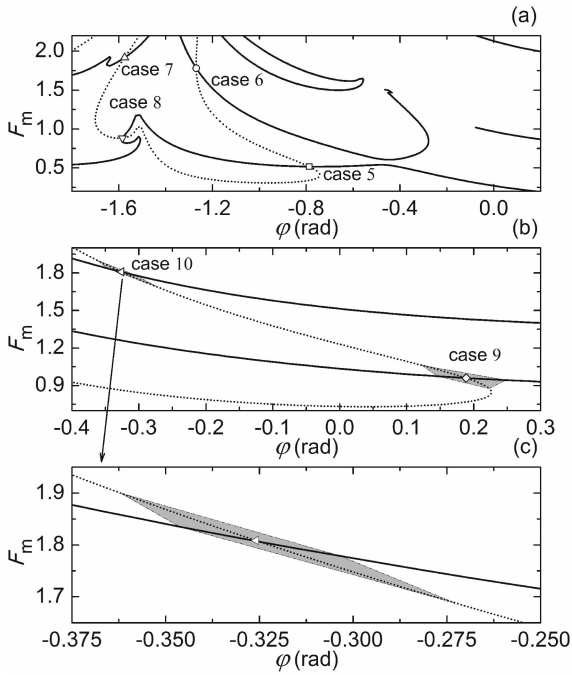 (a)
2.0
case 7
case 6
1.5
case 8
F_m
1.0
0.5
case 5
-1.6 -1.2 -0.8 -0.4 0.0
φ (rad)
(b)
1.8
case 10
1.5
F_m
case 9
1.2
0.9
-0.4 -0.3 -0.2 -0.1 0.0 0.1 0.2 0.3
φ (rad)
(c)
1.9
F_m
1.8
1.7
-0.375 -0.350 -0.325 -0.300 -0.275 -0.250
φ (rad)